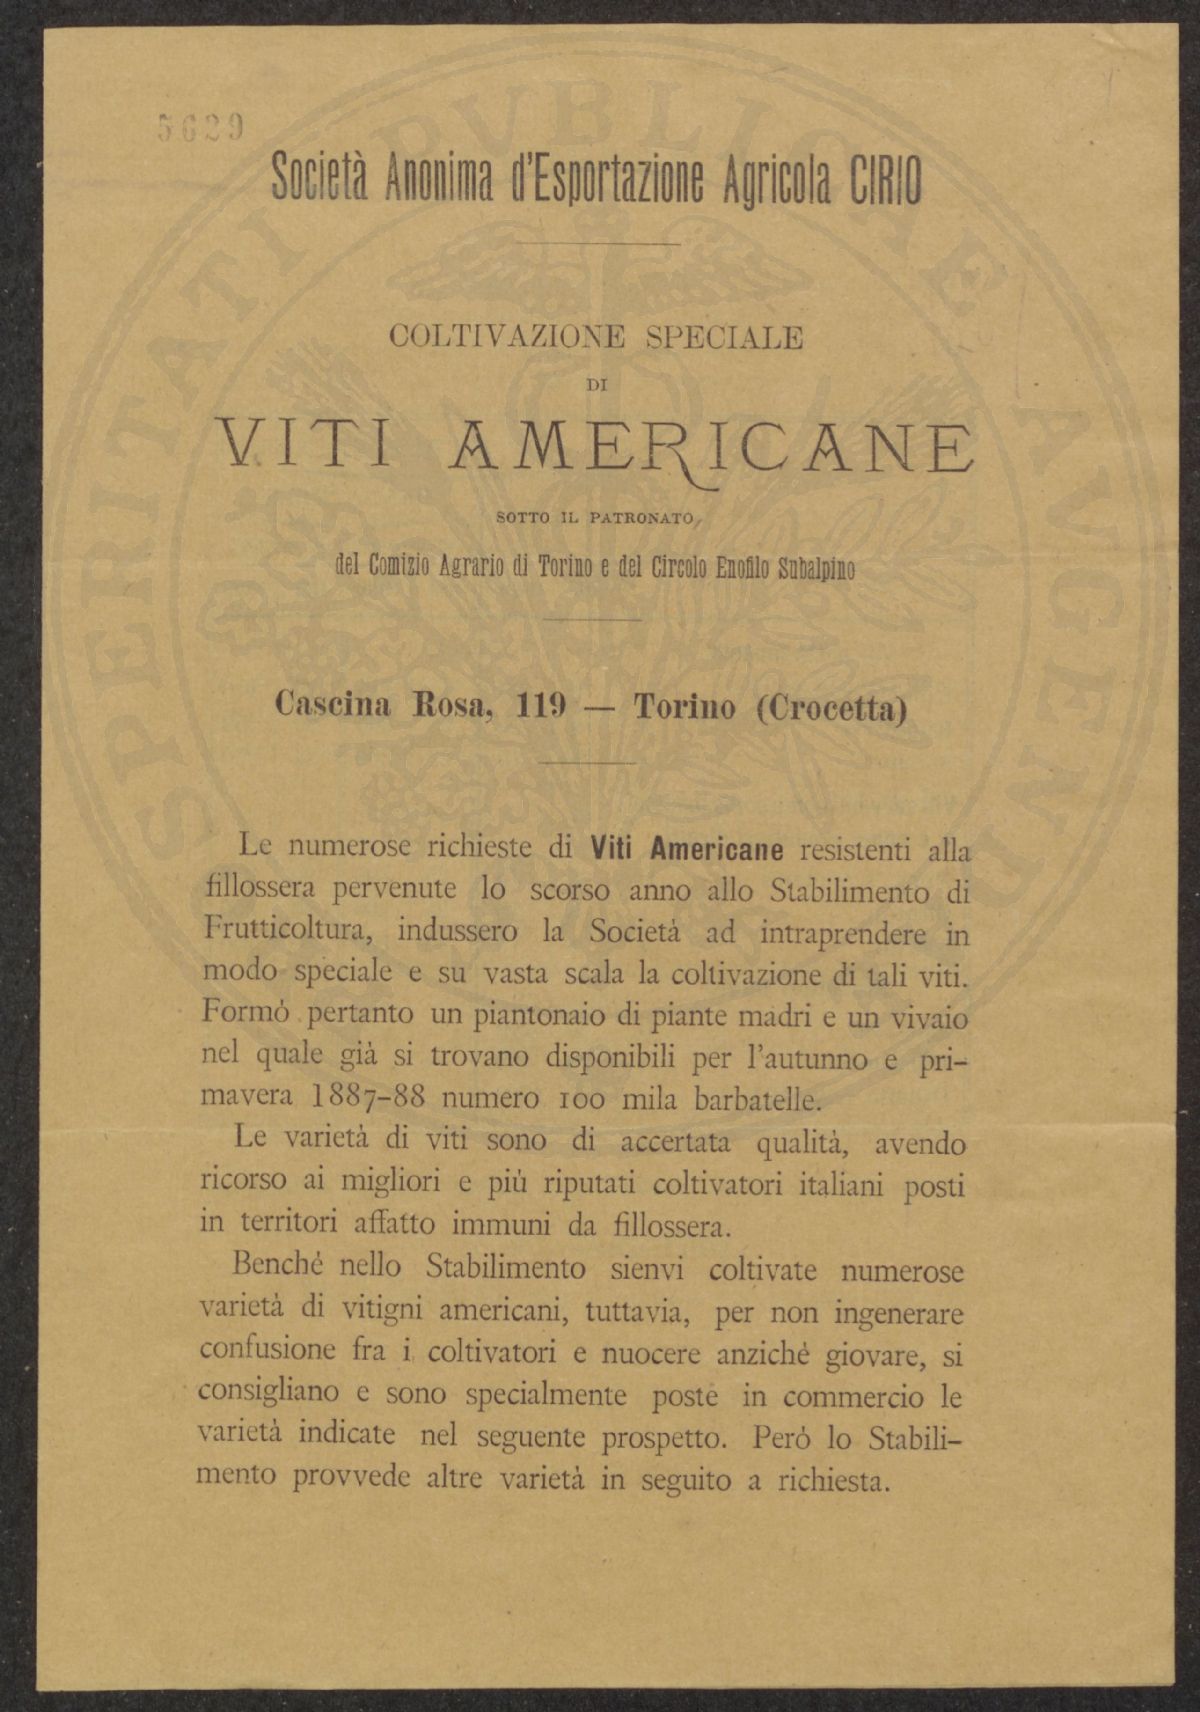 5629
Società Anonima d'Esportazione Agricola CIRIO
COLTIVAZIONE SPECIALE
DI
VITI AMERICANE
SOTTO IL PATRONATO
del Comizio Agrario di Torino e del Circolo Enofilo Subalpino
Cascina Rosa, 119 — Torino (Crocetta)
Le numerose richieste di Viti Americane resistenti alla
fillossera pervenute lo scorso anno allo Stabilimento di
Frutticoltura, indussero la Società ad intraprendere in
modo speciale e su vasta scala la coltivazione di tali viti.
Formò pertanto un piantonaio di piante madri e un vivaio
nel quale già si trovano disponibili per l'autunno e pri-
mavera 1887-88 numero 100 mila barbatelle.
Le varietà di viti sono di accertata qualità, avendo
ricorso ai migliori e più riputati coltivatori italiani posti
in territori affatto immuni da fillossera.
Benché nello Stabilimento sienvi coltivate numerose
varietà di vitigni americani, tuttavia, per non ingenerare
confusione fra i coltivatori e nuocere anziché giovare, si
consigliano e sono specialmente poste in commercio le
varietà indicate nel seguente prospetto. Però lo Stabili-
mento provvede altre varietà in seguito a richiesta.
SPERITATI PVBLICAE AVGENDAE